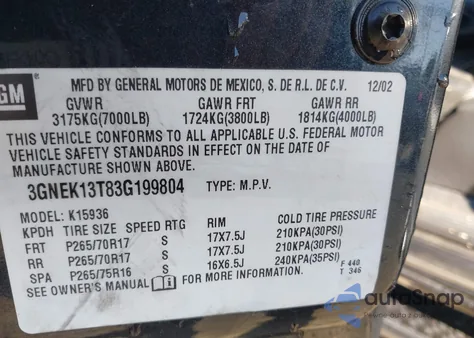 GM
MFD BY GENERAL MOTORS DE MEXICO, S. DE R.L. DE C.V. 12/02
GVWR GAWR FRT GAWR RR
3175KG(7000LB) 1724KG(3800LB) 1814KG(4000LB)
THIS VEHICLE CONFORMS TO ALL APPLICABLE U.S. FEDERAL MOTOR
VEHICLE SAFETY STANDARDS IN EFFECT ON THE DATE OF
MANUFACTURE SHOWN ABOVE.
3GNEK13T83G199804 TYPE: M.P.V.
MODEL: K15936
KPDH TIRE SIZE SPEED RTG RIM COLD TIRE PRESSURE
FRT P265/70R17 S 17X7.5J 210KPA(30PSI)
RR P265/70R17 S 17X7.5J 210KPA(30PSI)
SPA P265/75R16 S 16X6.5J 240KPA(35PSI)
SEE OWNER'S MANUAL
F 440
T 346
autoSnap